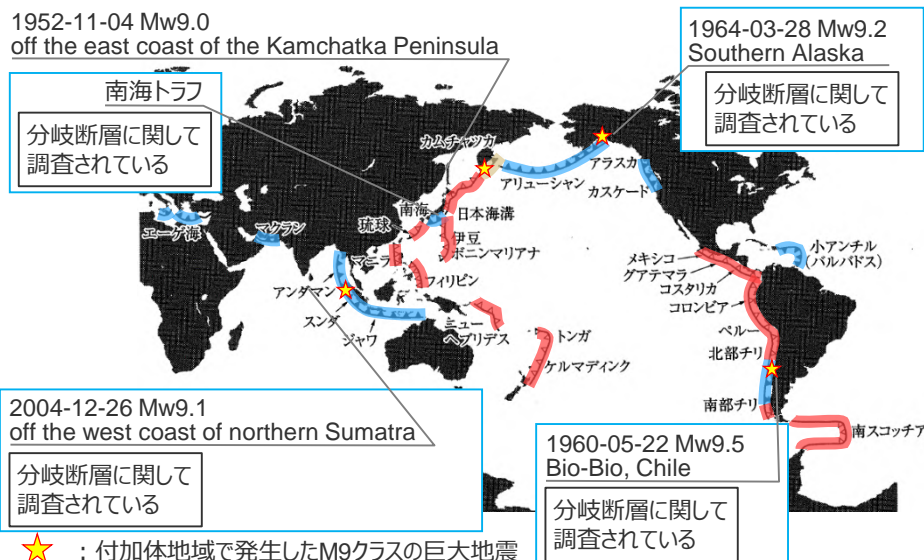 1952-11-04 Mw9.0
off the east coast of the Kamchatka Peninsula
1964-03-28 Mw9.2
Southern Alaska
分岐断層に関して
調査されている
南海トラフ
分岐断層に関して
調査されている
カムチャツカ
アリューシャン
アラスカ
カスケード
南海
日本海溝
琉球
伊豆
ボニンマリアナ
エーゲ海
マクラン
マニラ
フィリピン
アンダマン
スンダ
ジャワ
ニュー
ヘブリデス
トンガ
ケルマディック
メキシコ
グアテマラ
コスタリカ
コロンビア
小アンチル
(バルバドス)
ペルー
北部チリ
南部チリ
南スコッチア
2004-12-26 Mw9.1
off the west coast of northern Sumatra
分岐断層に関して
調査されている
1960-05-22 Mw9.5
Bio-Bio, Chile
分岐断層に関して
調査されている
：付加体地域で発生したM9クラスの巨大地震